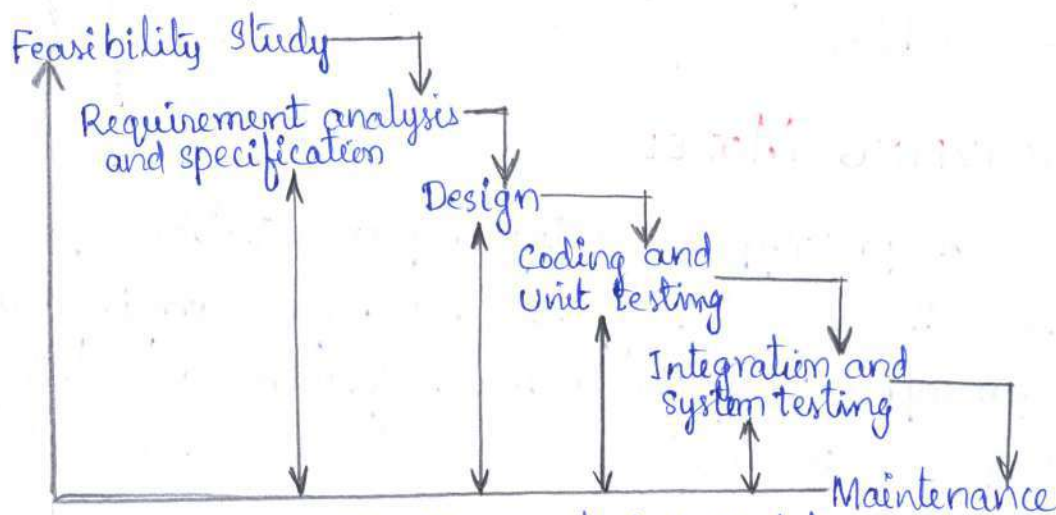 Feasibility Study
Requirement analysis
and specification
Design
Coding and
Unit testing
Integration and
System testing
Maintenance